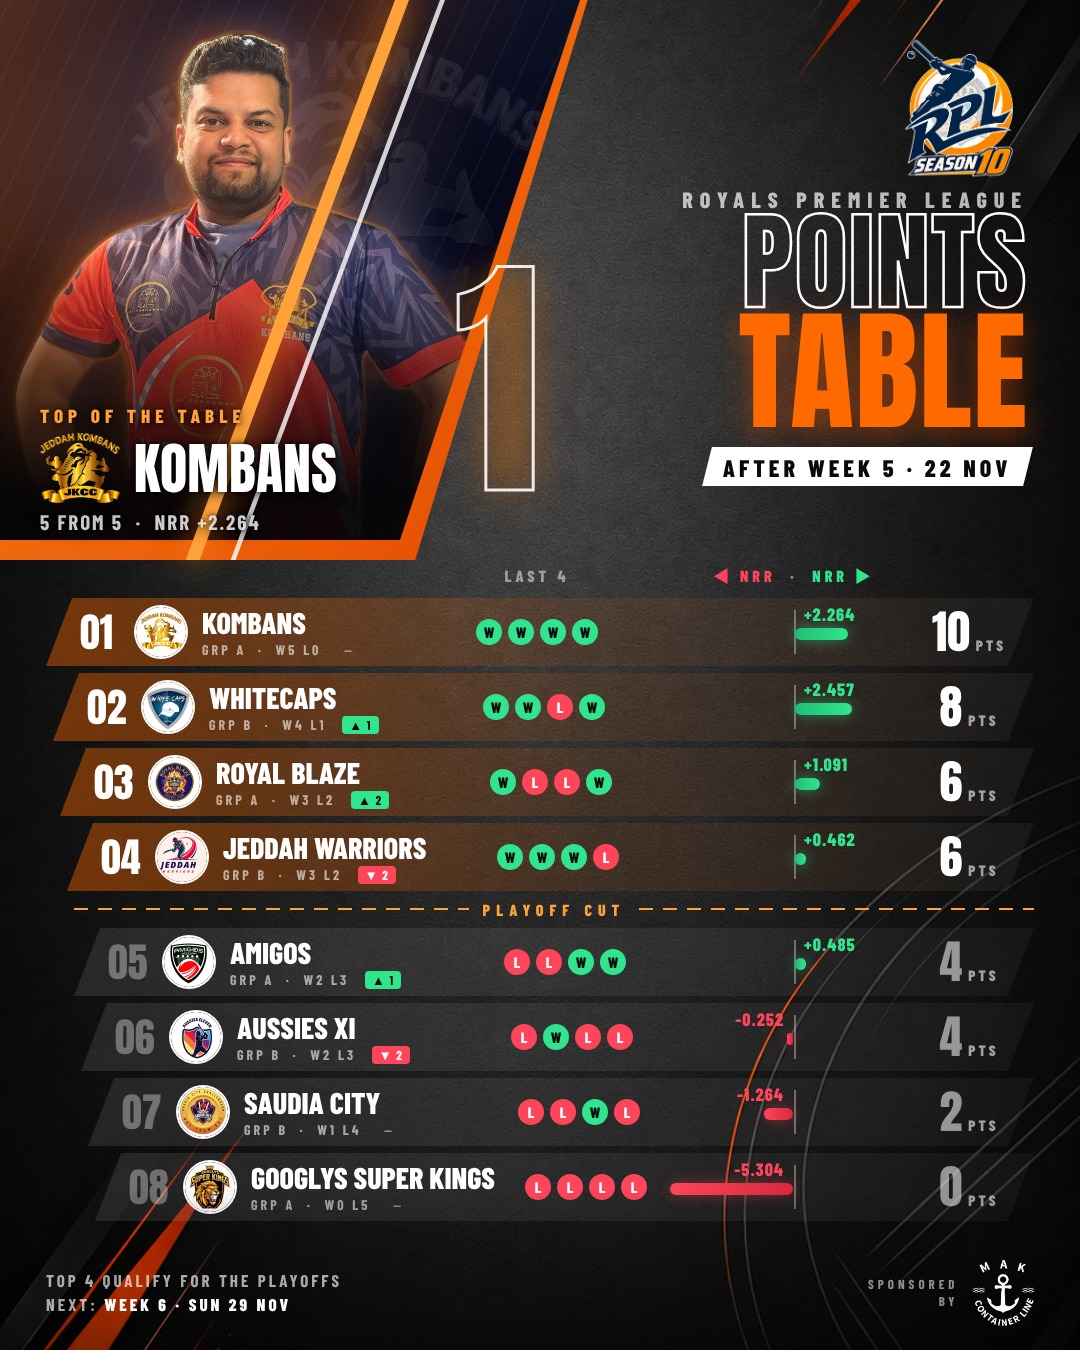 JEDDAH KOMBANS
RPL
SEASON 10
ROYALS PREMIER LEAGUE
POINTS
TABLE
AFTER WEEK 5 · 22 NOV
1
KOMBANS
TOP OF THE TABLE
JEDDAH KOMBANS
JKCC
KOMBANS
5 FROM 5 · NRR +2.264
LAST 4
◀ NRR · NRR ▶
01 KOMBANS W W W W +2.264 10 PTS
GRP A · W5 L0 –
02 WHITECAPS W W L W +2.457 8 PTS
GRP B · W4 L1 ▲ 1
03 ROYAL BLAZE W L L W +1.091 6 PTS
GRP A · W3 L2 ▲ 2
04 JEDDAH WARRIORS W W W L +0.462 6 PTS
GRP B · W3 L2 ▼ 2
PLAYOFF CUT
05 AMIGOS L L W W +0.485 4 PTS
GRP A · W2 L3 ▲ 1
06 AUSSIES XI L W L L -0.252 4 PTS
GRP B · W2 L3 ▼ 2
07 SAUDIA CITY L L W L -1.264 2 PTS
GRP B · W1 L4 –
08 GOOGLYS SUPER KINGS L L L L -5.304 0 PTS
GRP A · W0 L5 –
TOP 4 QUALIFY FOR THE PLAYOFFS
NEXT: WEEK 6 · SUN 29 NOV
SPONSORED
BY
MAK
CONTAINER LINE